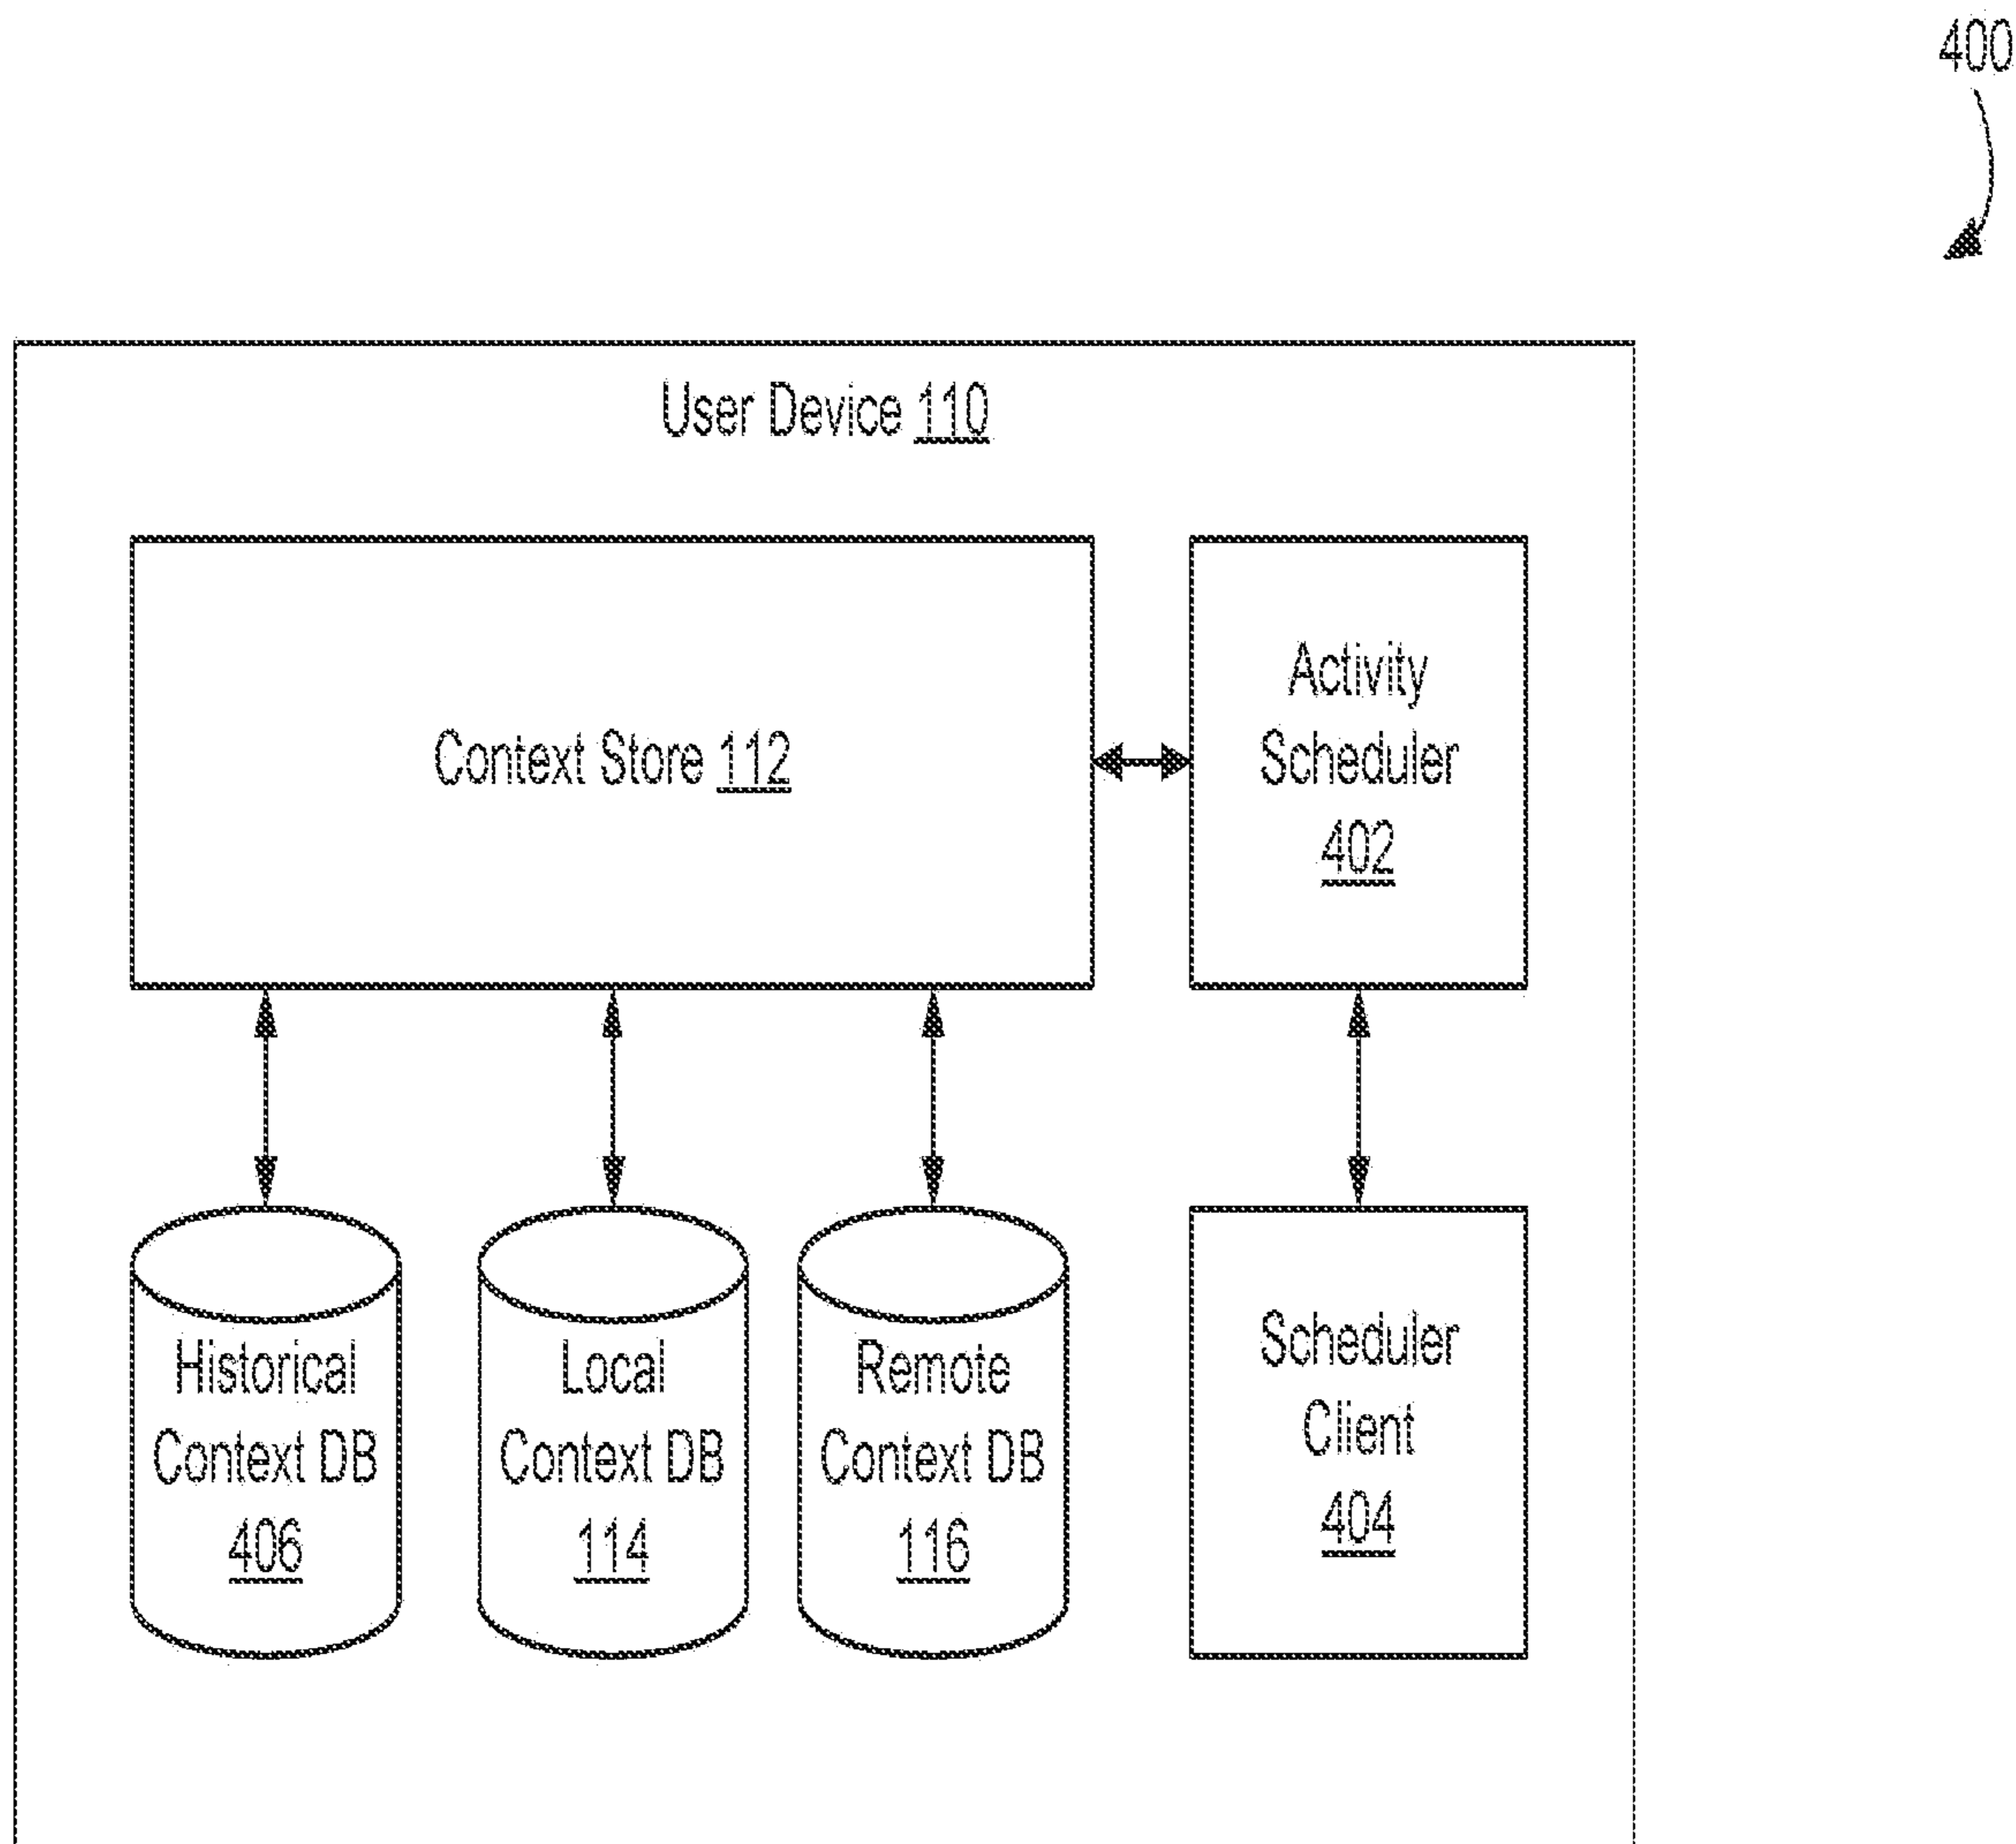 400
User Device 110
Context Store 112
Activity
Scheduler
402
Historical
Context DB
406
Local
Context DB
114
Remote
Context DB
116
Scheduler
Client
404